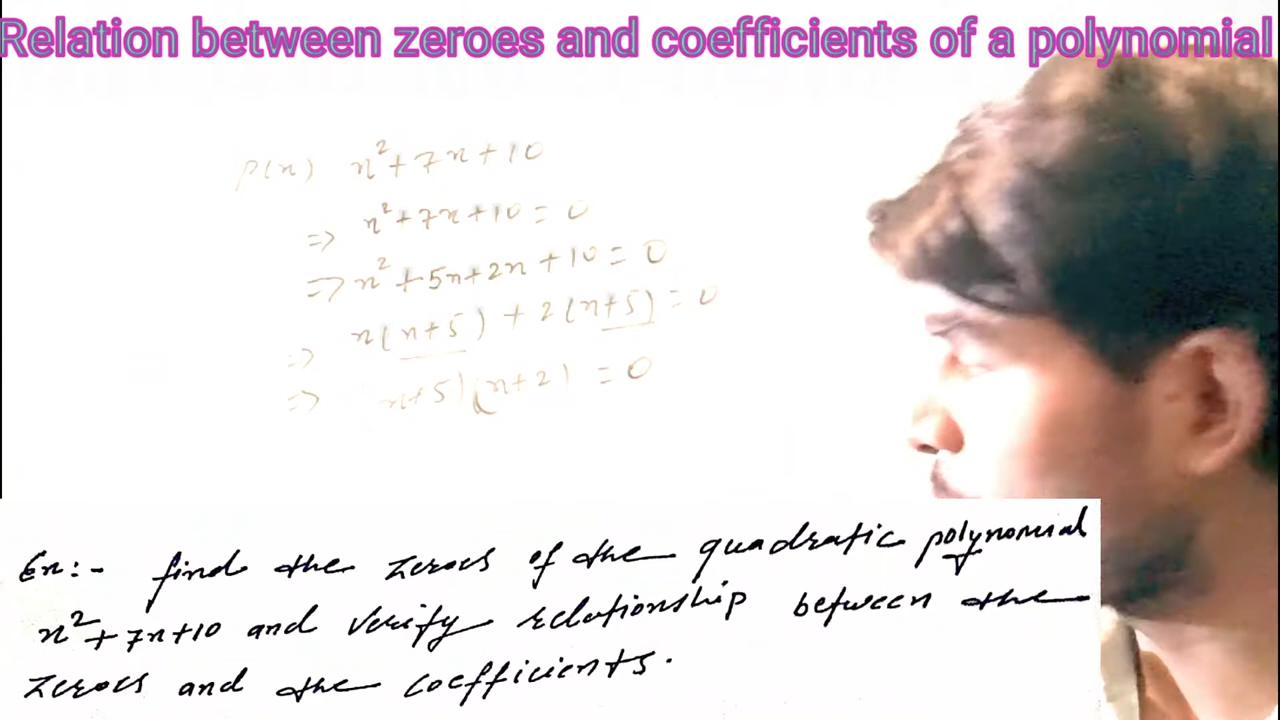 Relation between zeroes and coefficients of a polynomial
P(x) x²+7x+10
=> x²+7x+10=0
=> x²+5x+2x+10=0
=> x(x+5)+2(x+5)=0
=> x+5)(x+2)=0
Ex:- find the zeroes of the quadratic polynomial
x²+7x+10 and verify relationship between the
zeroes and the coefficients.